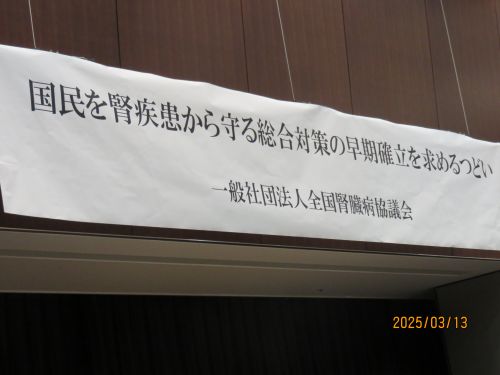 国民を腎疾患から守る総合対策の早期確立を求めるつどい
一般社団法人全国腎臓病協議会
2025/03/13